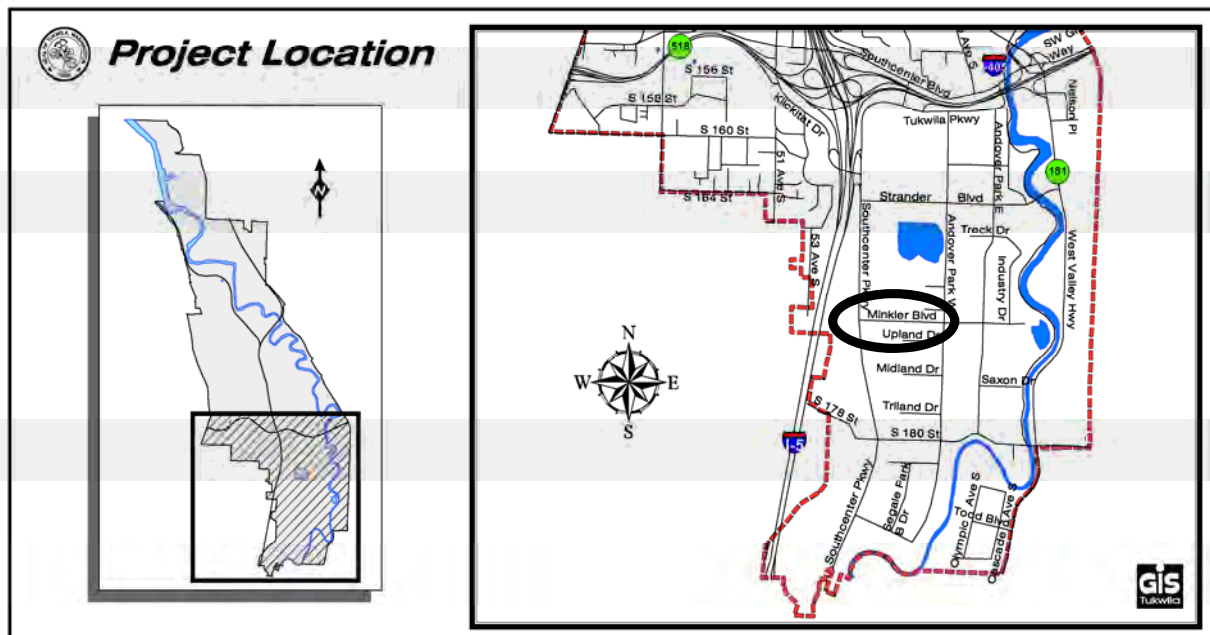 Project Location
N
518
S 156 St
S 158 St
S 160 St
S 164 St
51 Ave S
53 Ave S
Klickitat Dr
Southcenter Blvd
Ave S
I-405
SW G
Way
Nelson Pl
Tukwila Pkwy
Andover Park E
181
Strander Blvd
Treck Dr
Southcenter Pkwy
Andover Park W
Industry Dr
West Valley Hwy
Minkler Blvd
Upland Dr
Midland Dr
Saxon Dr
Triland Dr
S 178 St
S 180 St
I-5
N
W E
S
Southcenter Pkwy
Segale Park
B Dr
Olympic Ave S
Todd Blvd
Cascade Ave S
GIS
Tukwila